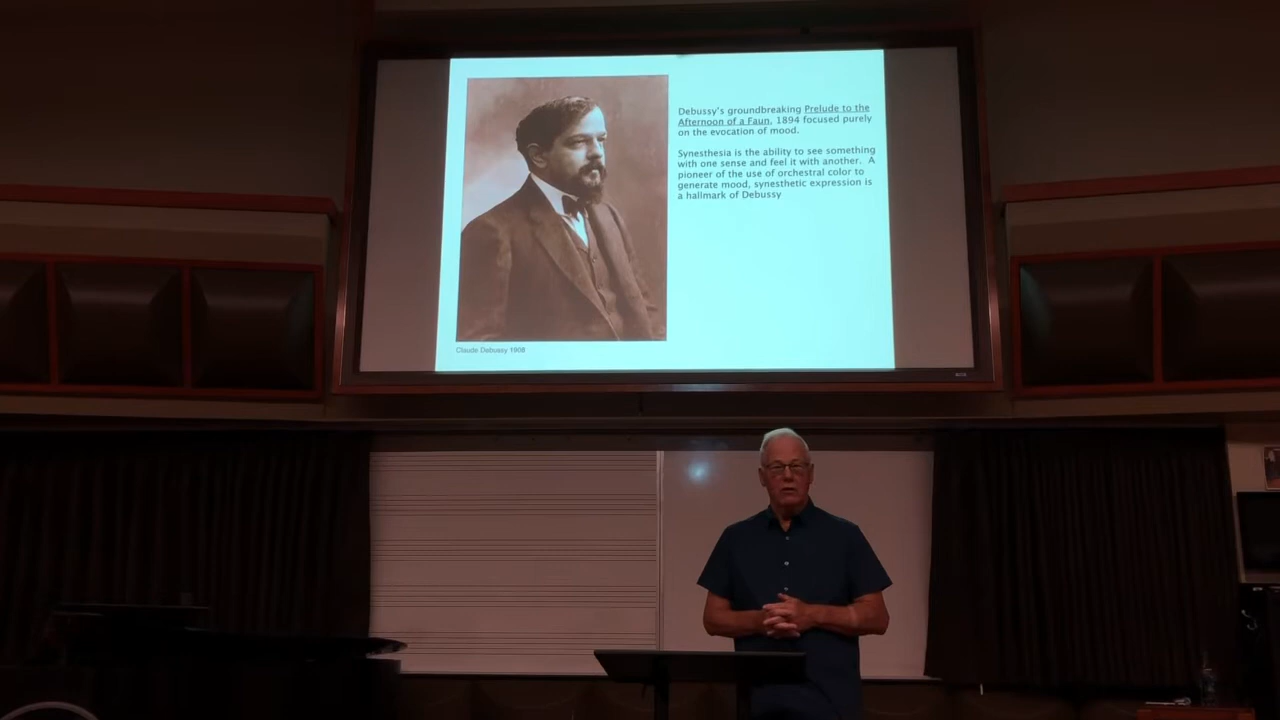 Debussy's groundbreaking Prelude to the
Afternoon of a Faun, 1894 focused purely
on the evocation of mood.
Synesthesia is the ability to see something
with one sense and feel it with another. A
pioneer of the use of orchestral color to
generate mood, synesthetic expression is
a hallmark of Debussy
Claude Debussy 1908